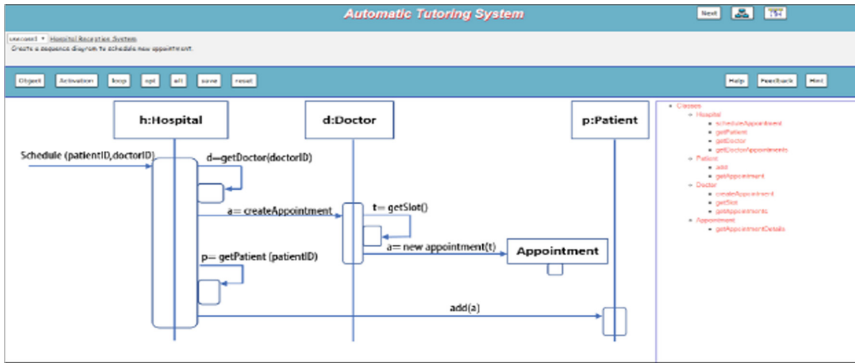 Automatic Tutoring System
Next
usecase1 Hospital Reception System
Create a sequence diagram to schedule new appointment.
Object Activation loop opt alt save reset Help Feedback Hint
h:Hospital d:Doctor p:Patient
Schedule (patientID,doctorID)
d=getDoctor(doctorID)
a= createAppointment
t= getSlot()
a= new appointment(t)
Appointment
p= getPatient (patientID)
add(a)
Classes
Hospital
scheduleAppointment
getPatient
getDoctor
getDoctorAppointments
Patient
add
getAppointment
Doctor
createAppointment
getSlot
getAppointments
Appointment
getAppointmentDetails